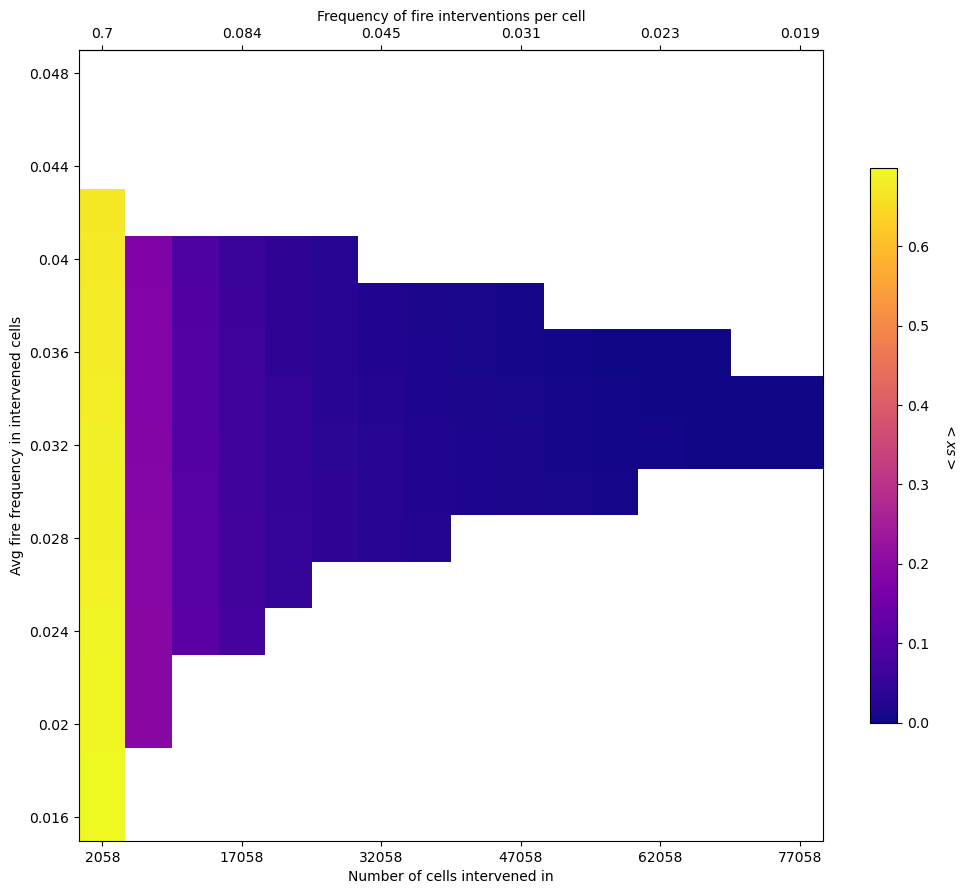 Frequency of fire interventions per cell
0.7 0.084 0.045 0.031 0.023 0.019
Avg fire frequency in intervened cells
0.048
0.044
0.04
0.036
0.032
0.028
0.024
0.02
0.016
2058 17058 32058 47058 62058 77058
Number of cells intervened in
0.6
0.5
0.4
0.3
0.2
0.1
0.0
< sx >